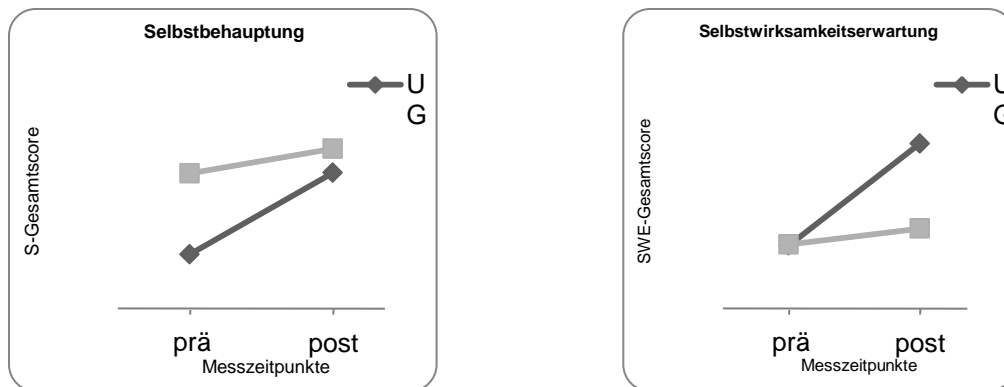 Selbstbehauptung
U
G
S-Gesamtscore
prä post
Messzeitpunkte
Selbstwirksamkeitserwartung
U
G
SWE-Gesamtscore
prä post
Messzeitpunkte